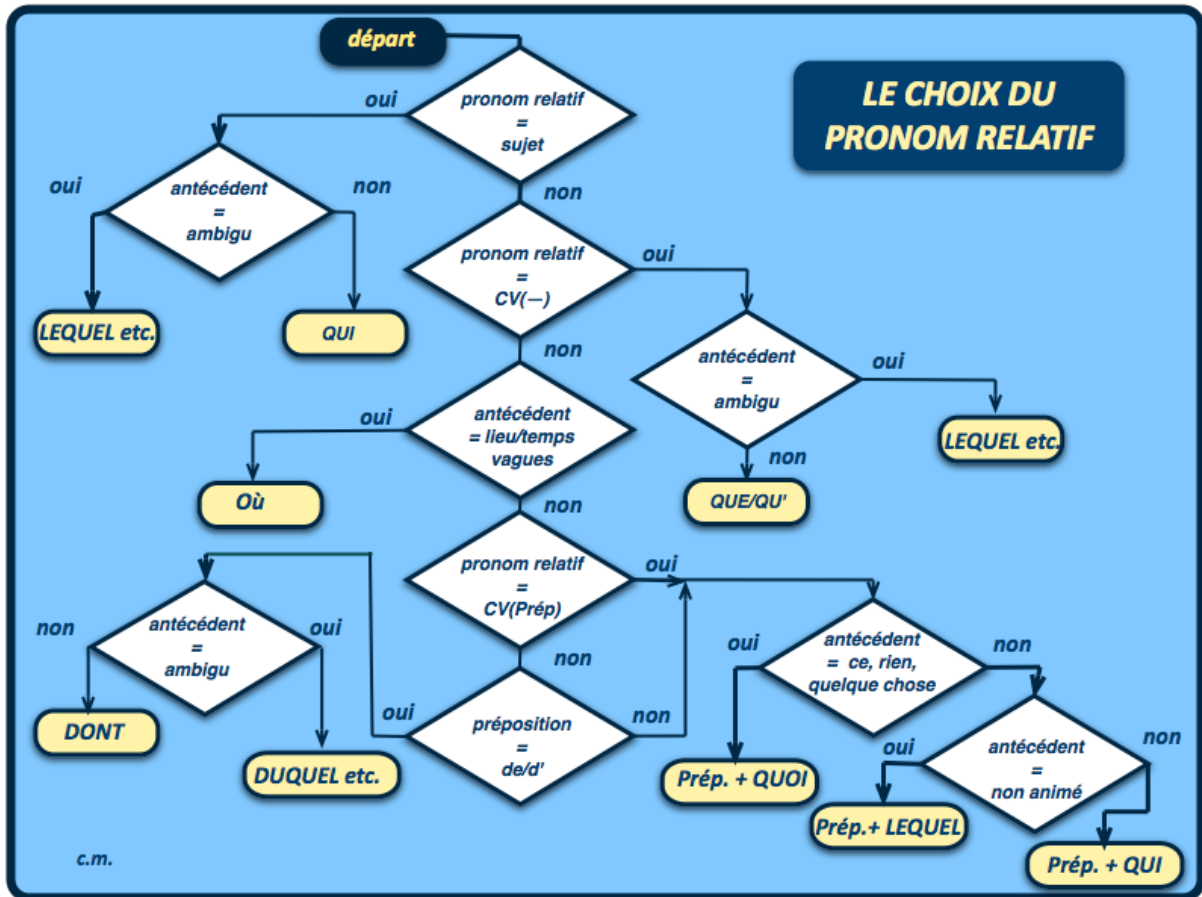 départ
LE CHOIX DU
PRONOM RELATIF
pronom relatif
=
sujet
oui
non
antécédent
=
ambigu
oui
non
LEQUEL etc.
QUI
pronom relatif
=
CV(—)
oui
non
antécédent
=
ambigu
oui
non
LEQUEL etc.
QUE/QU'
antécédent
= lieu/temps
vagues
oui
non
Où
pronom relatif
=
CV(Prép)
oui
non
préposition
=
de/d'
oui
non
antécédent
=
ambigu
non
oui
DONT
DUQUEL etc.
antécédent
= ce, rien,
quelque chose
oui
non
Prép. + QUOI
antécédent
=
non animé
oui
non
Prép.+ LEQUEL
Prép. + QUI
c.m.